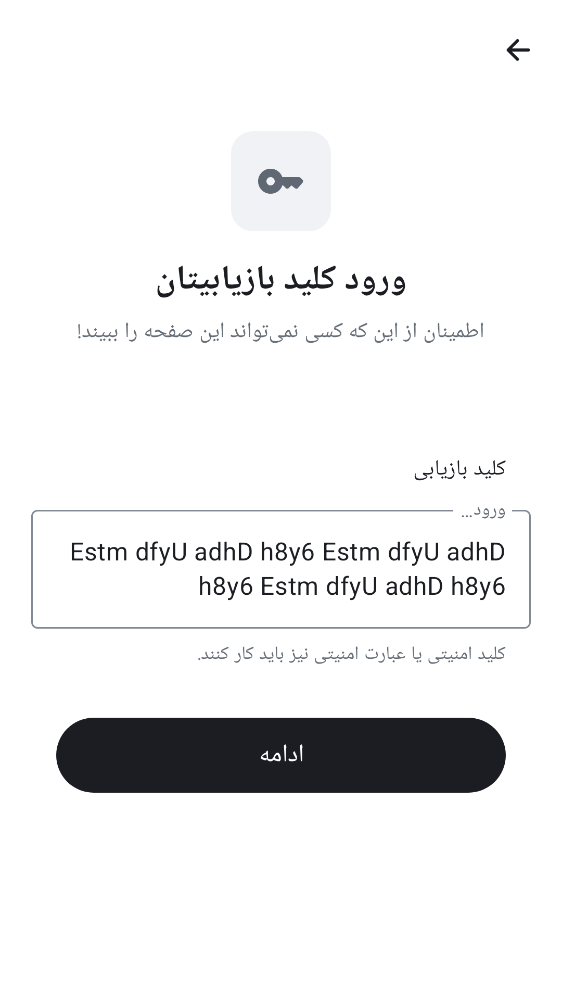 ورود کلید بازیابیتان
اطمینان از این که کسی نمی‌تواند این صفحه را ببیند!
کلید بازیابی
ورود...
Estm dfyU adhD h8y6 Estm dfyU adhD
h8y6 Estm dfyU adhD h8y6
کلید امنیتی یا عبارت امنیتی نیز باید کار کنند.
ادامه